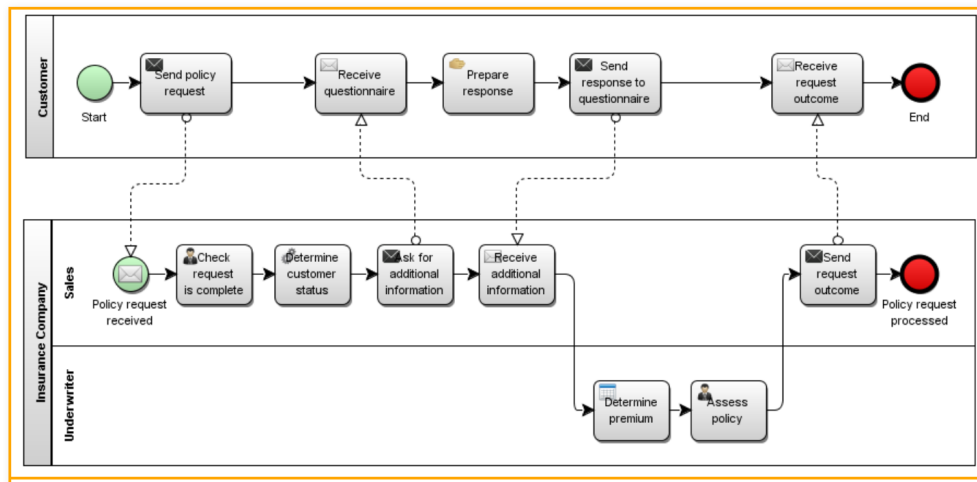 Customer
Start
Send policy
request
Receive
questionnaire
Prepare
response
Send
response to
questionnaire
Receive
request
outcome
End
Insurance Company
Sales
Policy request
received
Check
request
is complete
Determine
customer
status
Ask for
additional
information
Receive
additional
information
Send
request
outcome
Policy request
processed
Underwriter
Determine
premium
Assess
policy